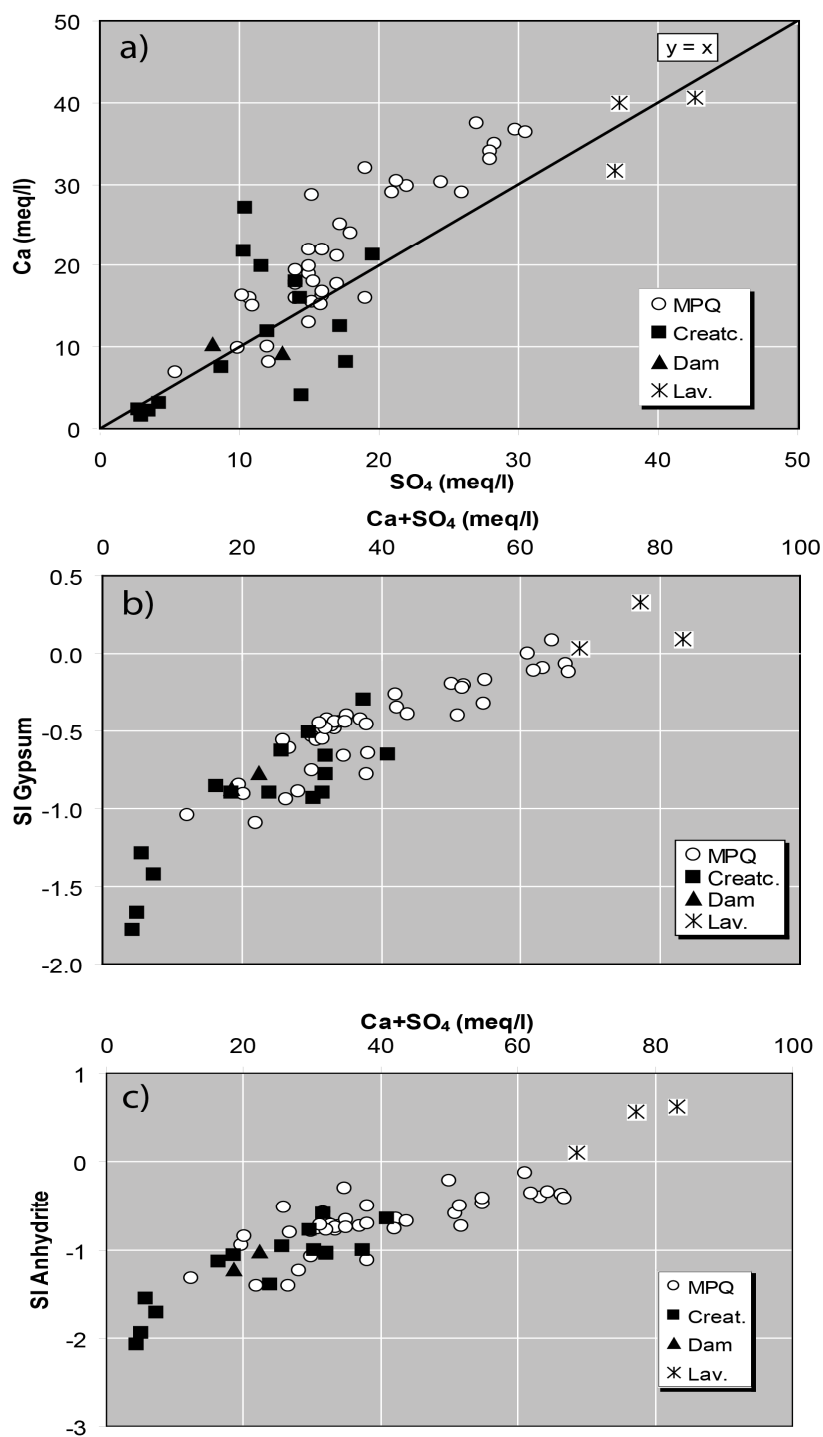 50
a)
y = x
40
30
Ca (meq/l)
20
MPQ
Creatc.
10
Dam
Lav.
0
0 10 20 30 40 50
SO₄ (meq/l)
Ca+SO₄ (meq/l)
0 20 40 60 80 100
0.5
b)
0.0
-0.5
SI Gypsum
-1.0
MPQ
Creatc.
-1.5
Dam
Lav.
-2.0
Ca+SO₄ (meq/l)
0 20 40 60 80 100
1
c)
0
SI Anhydrite
-1
MPQ
Creat.
-2
Dam
Lav.
-3